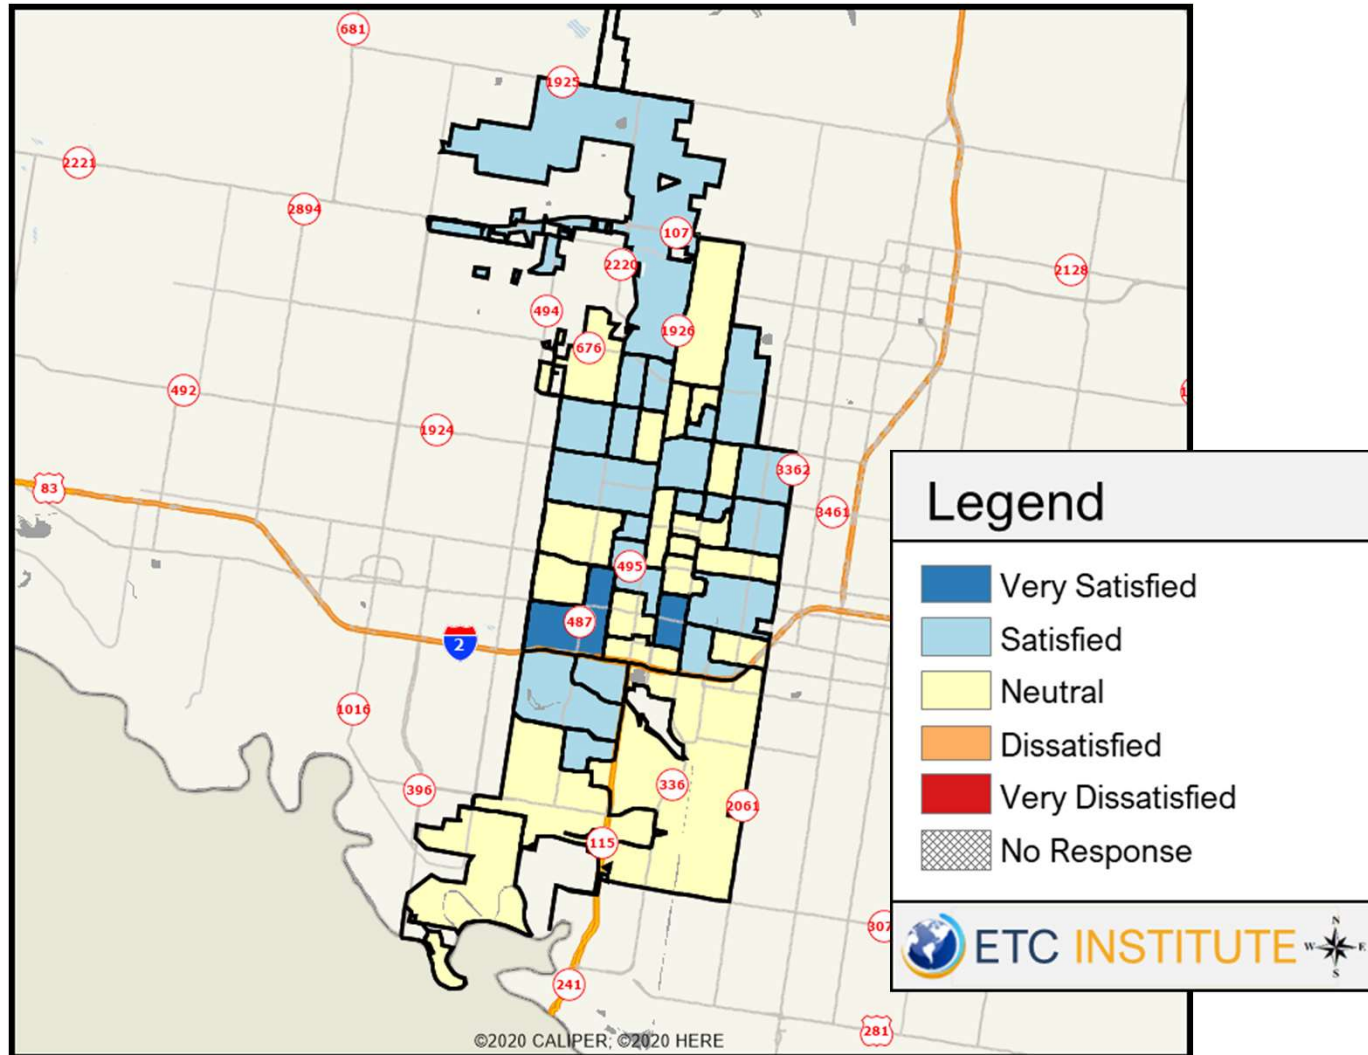 681
1925
2221
2894
107
2220
2128
494
1926
676
492
1924
3362
83
3461
495
487
2
1016
336
396
2061
115
307
241
281
©2020 CALIPER; ©2020 HERE
Legend
Very Satisfied
Satisfied
Neutral
Dissatisfied
Very Dissatisfied
No Response
ETC INSTITUTE
N
W E
S